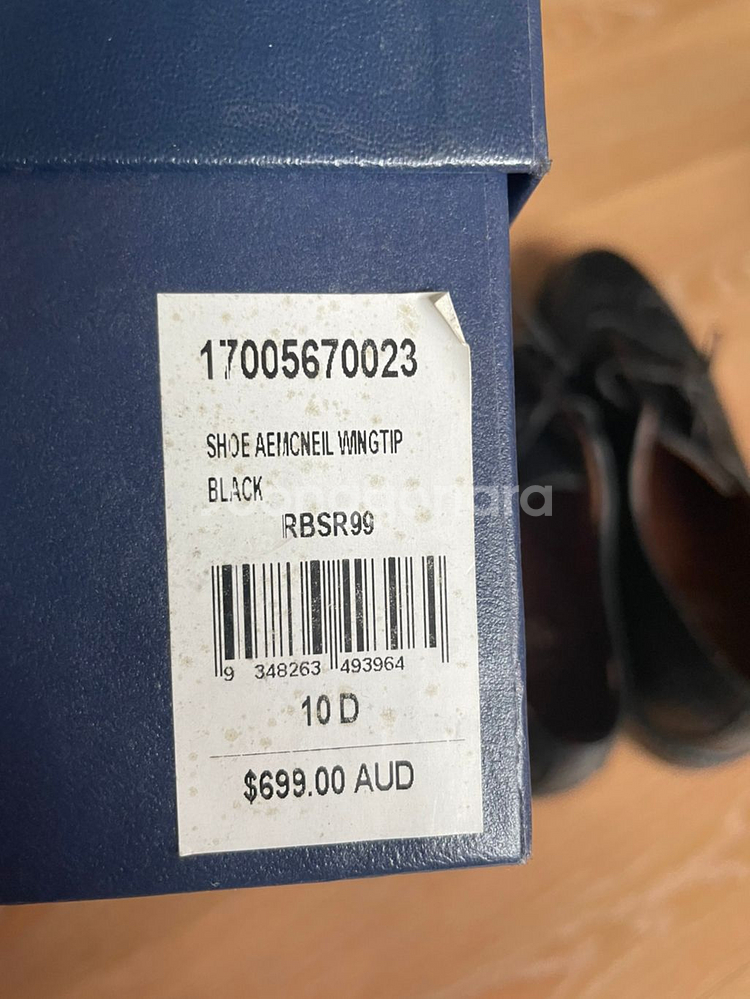 17005670023
SHOE AEMCNEIL WINGTIP
BLACK
RBSR99
9 348263 493964
10 D
$699.00 AUD